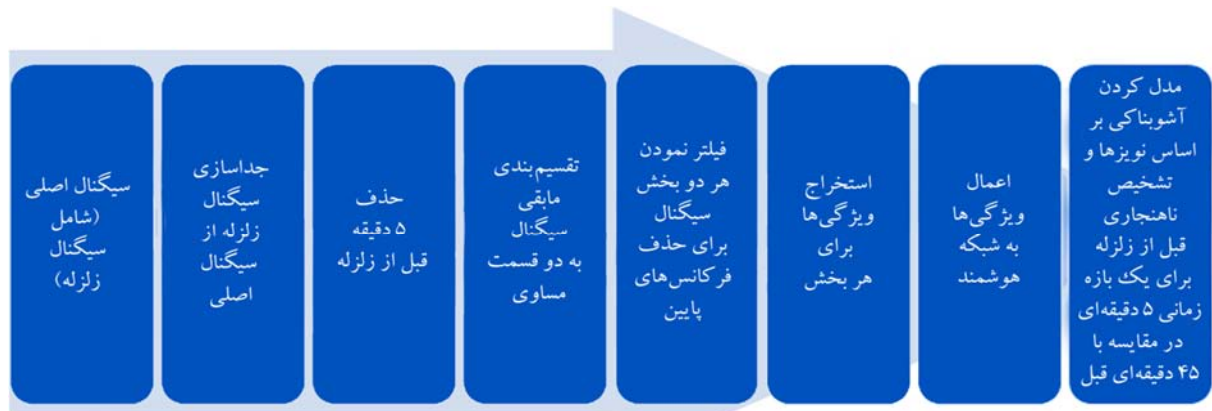 سیگنال اصلی
(شامل
سیگنال
زلزله)
جداسازی
سیگنال
زلزله از
سیگنال
اصلی
حذف
۵ دقیقه
قبل از زلزله
تقسیم‌بندی
مابقی
سیگنال
به دو قسمت
مساوی
فیلتر نمودن
هر دو بخش
سیگنال
برای حذف
فرکانس‌های
پایین
استخراج
ویژگی‌ها
برای
هر بخش
اعمال
ویژگی‌ها
به شبکه
هوشمند
مدل کردن
آشوبناکی بر
اساس نویزها و
تشخیص
ناهنجاری
قبل از زلزله
برای یک بازه
زمانی ۵ دقیقه‌ای
در مقایسه با
۴۵ دقیقه‌ای قبل